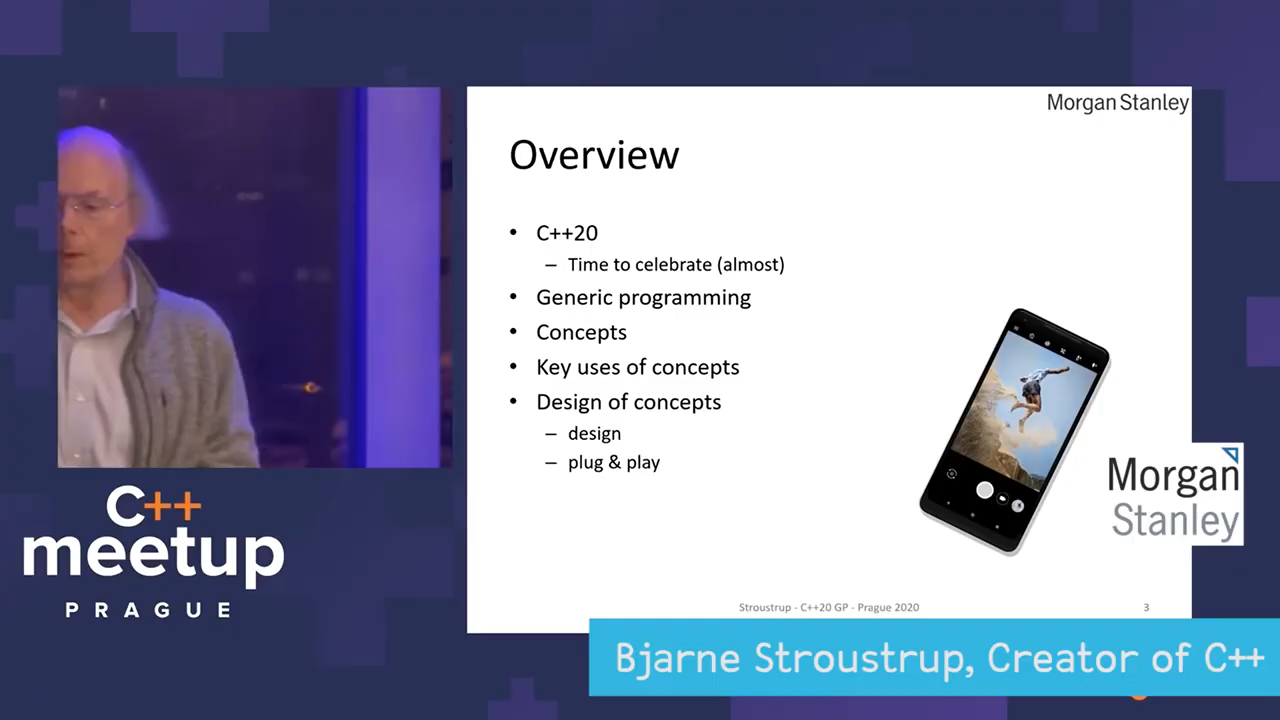 Morgan Stanley
Overview
• C++20
– Time to celebrate (almost)
• Generic programming
• Concepts
• Key uses of concepts
• Design of concepts
– design
– plug & play
Morgan
Stanley
C++
meetup
PRAGUE
Stroustrup - C++20 GP - Prague 2020
3
Bjarne Stroustrup, Creator of C++